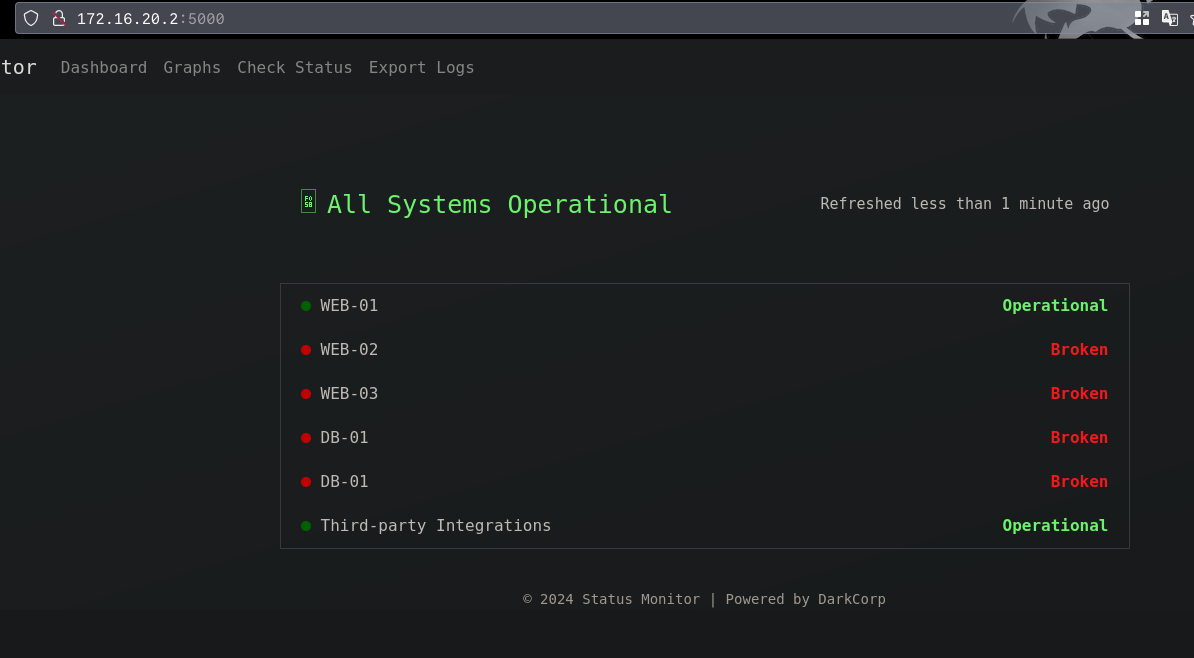 172.16.20.2:5000
tor Dashboard Graphs Check Status Export Logs
All Systems Operational Refreshed less than 1 minute ago
WEB-01 Operational
WEB-02 Broken
WEB-03 Broken
DB-01 Broken
DB-01 Broken
Third-party Integrations Operational
© 2024 Status Monitor | Powered by DarkCorp